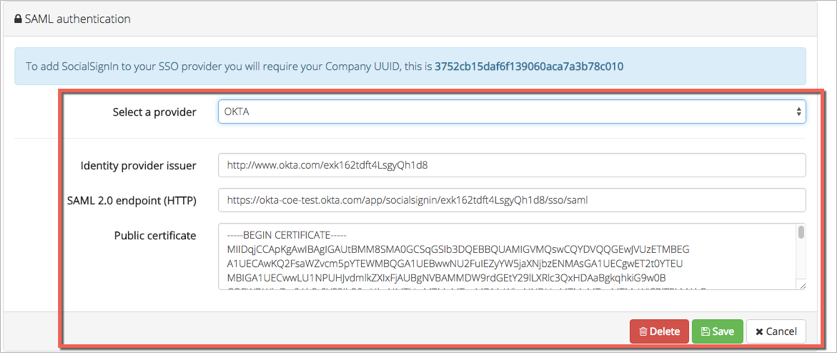 SAML authentication
To add SocialSignIn to your SSO provider you will require your Company UUID, this is 3752cb15daf6f139060aca7a3b78c010
Select a provider
OKTA
Identity provider issuer
http://www.okta.com/exk162tdft4LsgyQh1d8
SAML 2.0 endpoint (HTTP)
https://okta-coe-test.okta.com/app/socialsignin/exk162tdft4LsgyQh1d8/sso/saml
Public certificate
-----BEGIN CERTIFICATE-----
MIIDqjCCApKgAwIBAgIGAUtBMM8SMA0GCSqGSIb3DQEBBQUAMIGVMQswCQYDVQQGEwJVUzETMBEG
A1UECAwKQ2FsaWZvcm5pYTEWMBQGA1UEBwwNU2FuIEZyYW5jaXNjbzENMAsGA1UECgwET2t0YTEU
MBIGA1UECwwLU1NPUHJvdmlkZXIxFjAUBgNVBAMMDW9rdGEtY29lLXRlc3QxHDAaBgkqhkiG9w0B
Delete
Save
Cancel